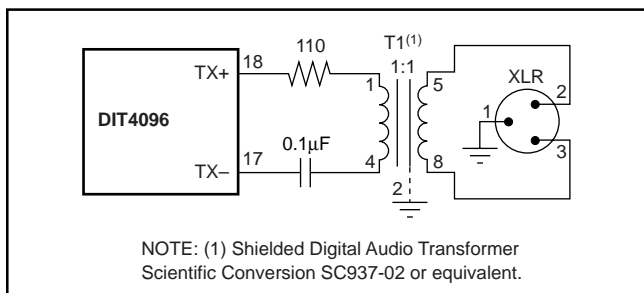 DIT4096
TX+
18
110
TX–
17
0.1µF
T1(1)
1:1
1
4
5
8
2
XLR
1
2
3
NOTE: (1) Shielded Digital Audio Transformer
Scientific Conversion SC937-02 or equivalent.